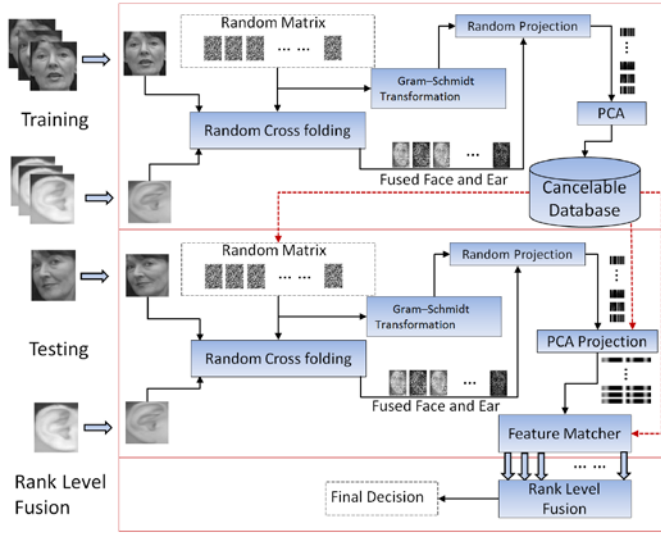 Random Matrix
... ...
Random Projection
Gram–Schmidt
Transformation
Training
Random Cross folding
PCA
...
Fused Face and Ear
Cancelable
Database
Random Matrix
... ...
Random Projection
Gram–Schmidt
Transformation
Testing
Random Cross folding
PCA Projection
...
Fused Face and Ear
Feature Matcher
... ...
Rank Level
Fusion
Final Decision
Rank Level
Fusion